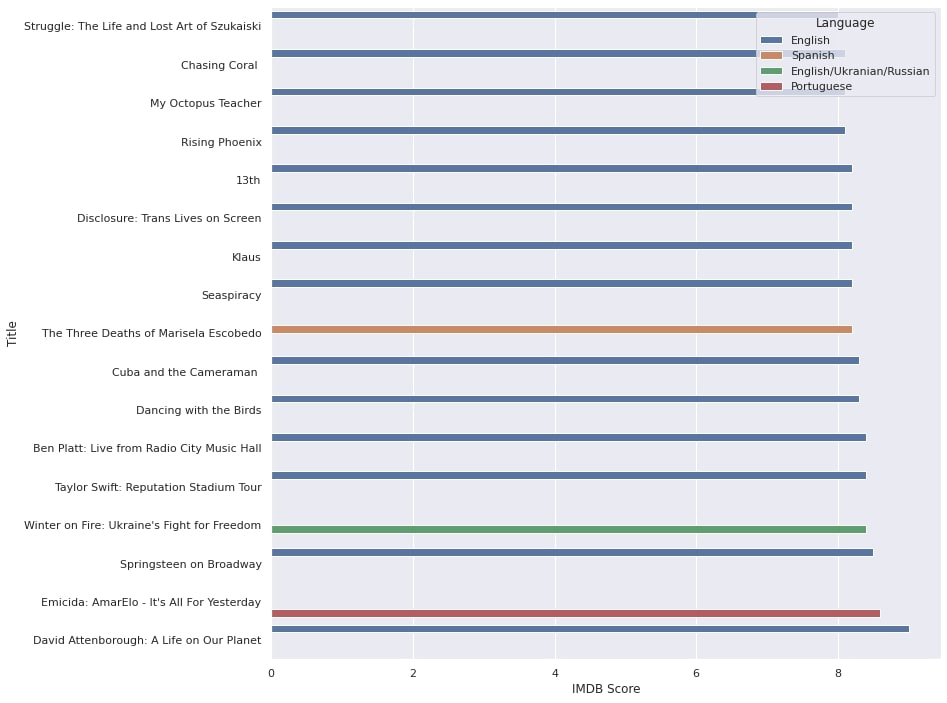 Struggle: The Life and Lost Art of Szukaiski
Chasing Coral
My Octopus Teacher
Rising Phoenix
13th
Disclosure: Trans Lives on Screen
Klaus
Seaspiracy
The Three Deaths of Marisela Escobedo
Cuba and the Cameraman
Dancing with the Birds
Ben Platt: Live from Radio City Music Hall
Taylor Swift: Reputation Stadium Tour
Winter on Fire: Ukraine's Fight for Freedom
Springsteen on Broadway
Emicida: AmarElo - It's All For Yesterday
David Attenborough: A Life on Our Planet
Title
0 2 4 6 8
IMDB Score
Language
English
Spanish
English/Ukranian/Russian
Portuguese